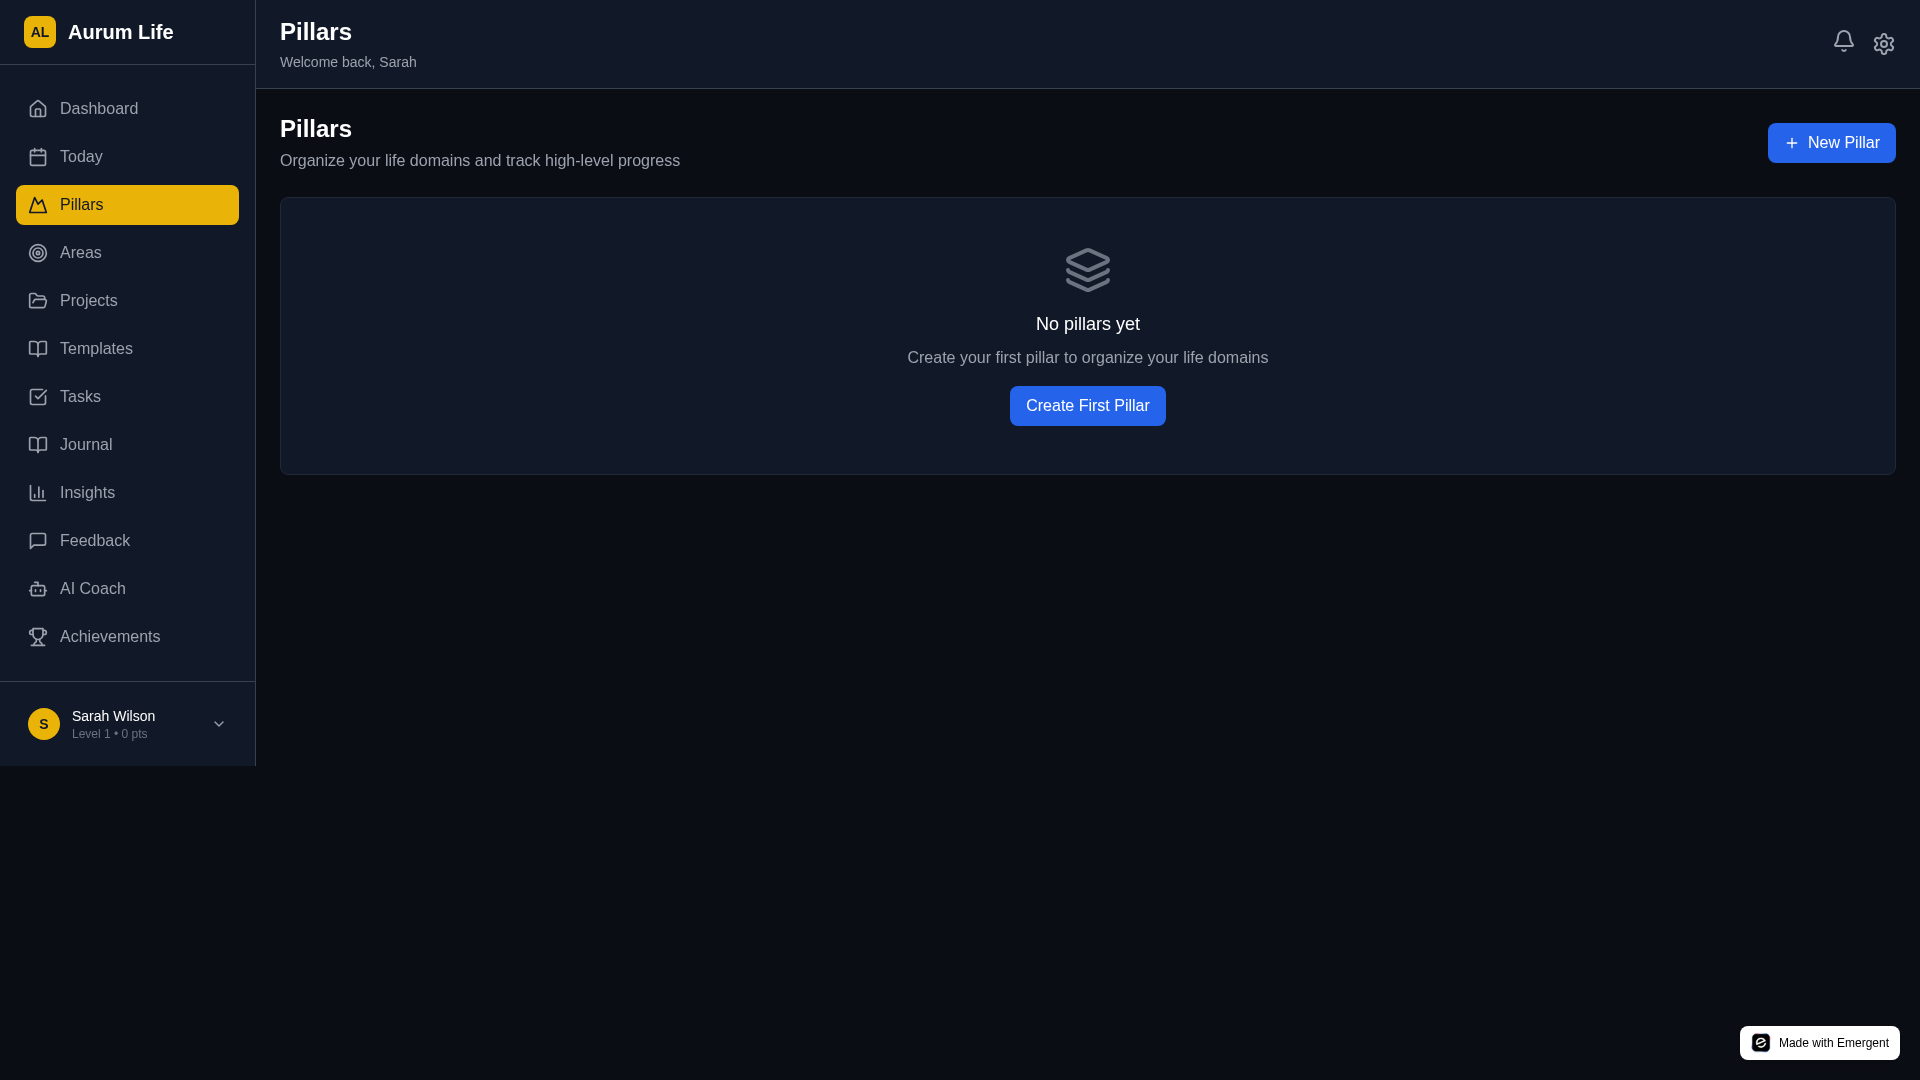 AL
Aurum Life
Dashboard
Today
Pillars
Areas
Projects
Templates
Tasks
Journal
Insights
Feedback
AI Coach
Achievements
S
Sarah Wilson
Level 1 • 0 pts
Pillars
Welcome back, Sarah
Pillars
Organize your life domains and track high-level progress
New Pillar
No pillars yet
Create your first pillar to organize your life domains
Create First Pillar
Made with Emergent